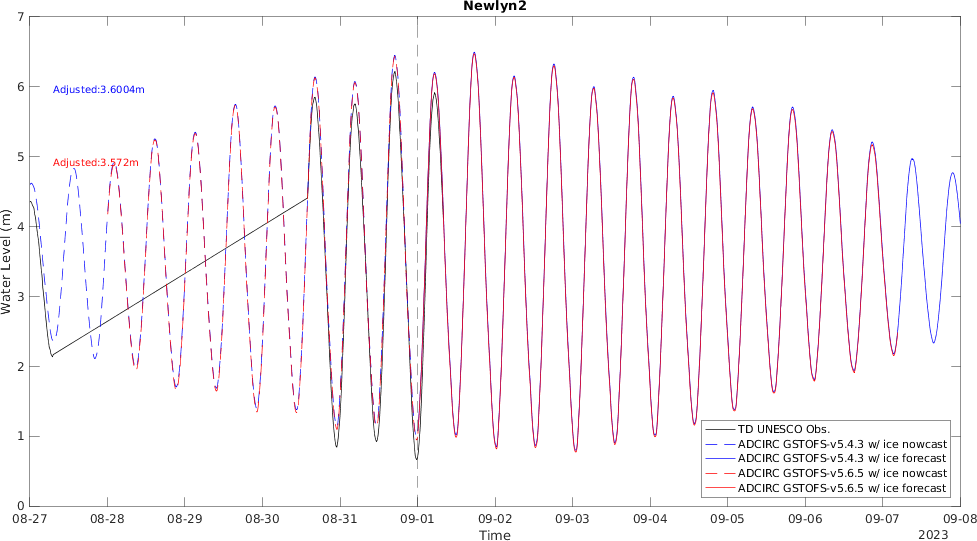 Newlyn2
7
6
5
4
3
2
1
0
Water Level (m)
Adjusted:3.6004m
Adjusted:3.572m
TD UNESCO Obs.
ADCIRC GSTOFS-v5.4.3 w/ ice nowcast
ADCIRC GSTOFS-v5.4.3 w/ ice forecast
ADCIRC GSTOFS-v5.6.5 w/ ice nowcast
ADCIRC GSTOFS-v5.6.5 w/ ice forecast
08-27 08-28 08-29 08-30 08-31 09-01 09-02 09-03 09-04 09-05 09-06 09-07 09-08
Time
2023